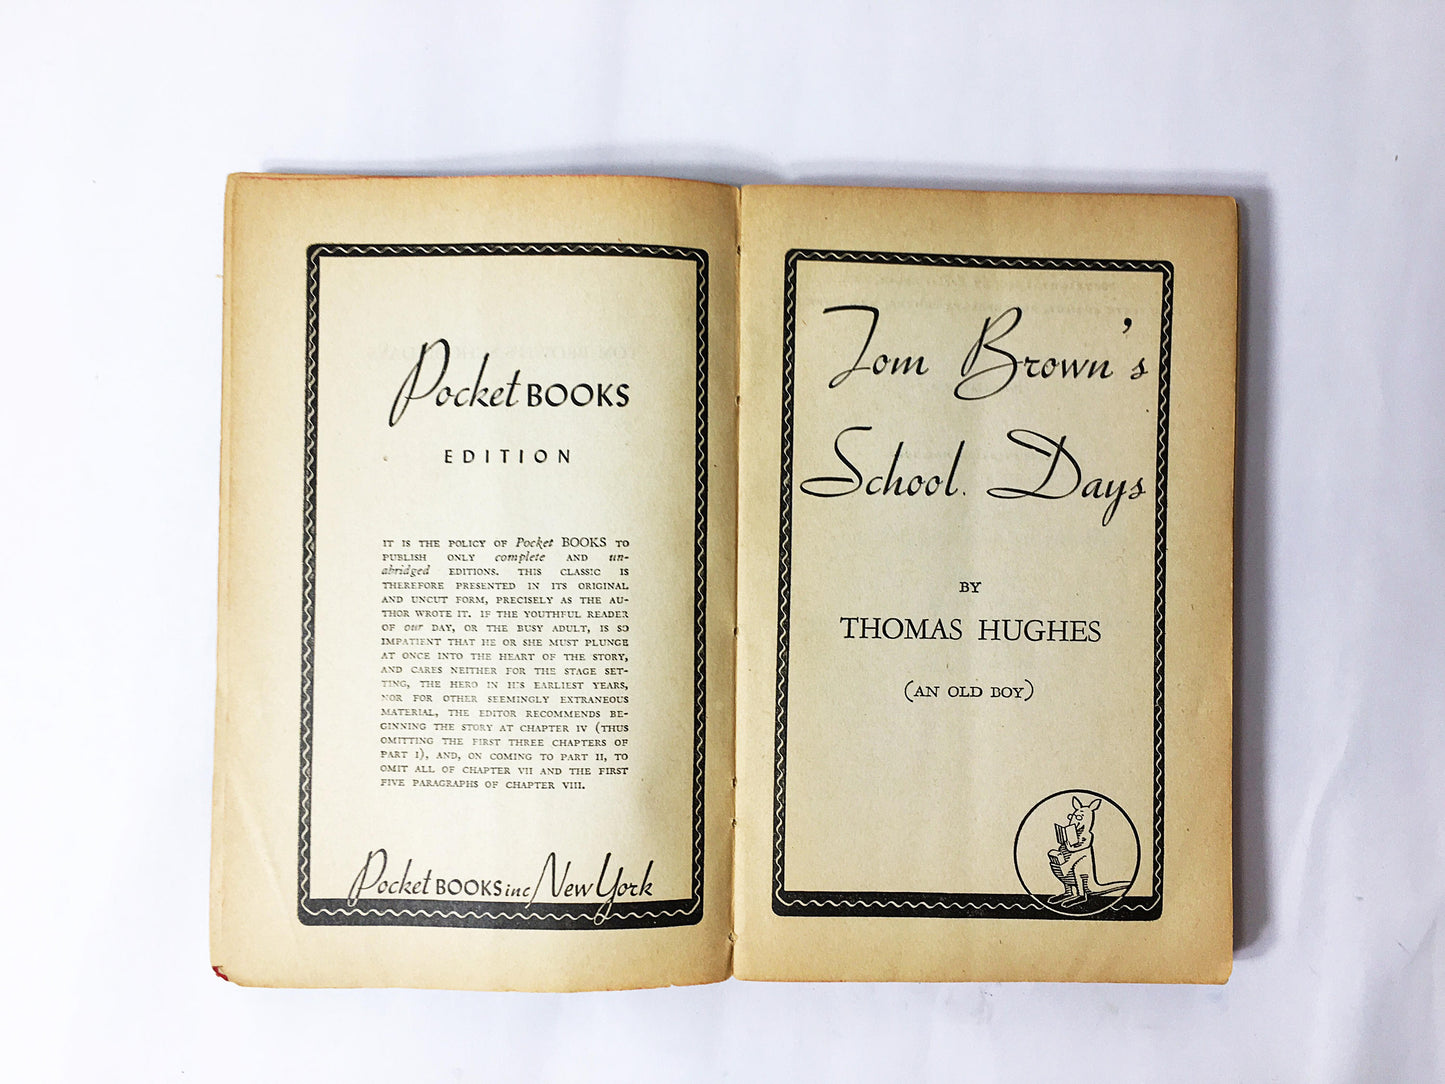 Pocket BOOKS
EDITION
IT IS THE POLICY OF Pocket BOOKS TO
PUBLISH ONLY complete AND un-
abridged EDITIONS. THIS CLASSIC IS
THEREFORE PRESENTED IN ITS ORIGINAL
AND UNCUT FORM, PRECISELY AS THE AU-
THOR WROTE IT. IF THE YOUTHFUL READER
OF our DAY, OR THE BUSY ADULT, IS SO
IMPATIENT THAT HE OR SHE MUST PLUNGE
AT ONCE INTO THE HEART OF THE STORY,
AND CARES NEITHER FOR THE STAGE SET-
TING, THE HERO IN HIS EARLIEST YEARS,
NOR FOR OTHER SEEMINGLY EXTRANEOUS
MATERIAL, THE EDITOR RECOMMENDS BE-
GINNING THE STORY AT CHAPTER IV (THUS
OMITTING THE FIRST THREE CHAPTERS OF
PART I), AND, ON COMING TO PART II, TO
OMIT ALL OF CHAPTER VII AND THE FIRST
FIVE PARAGRAPHS OF CHAPTER VIII.
Pocket BOOKS inc New York
Tom Brown's
School Days
BY
THOMAS HUGHES
(AN OLD BOY)